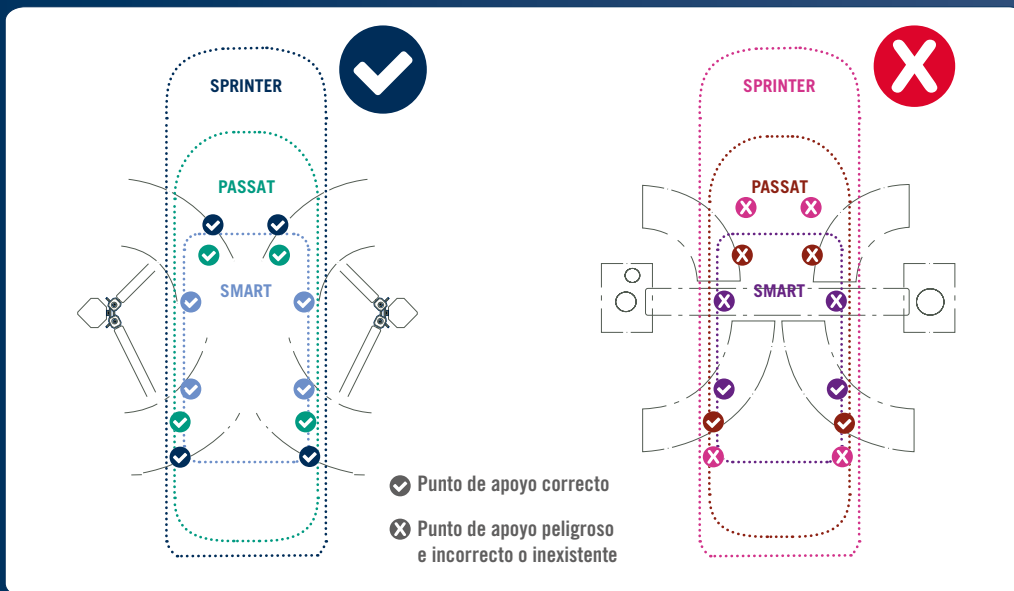 SPRINTER
PASSAT
SMART
SPRINTER
PASSAT
SMART
Punto de apoyo correcto
Punto de apoyo peligroso
e incorrecto o inexistente